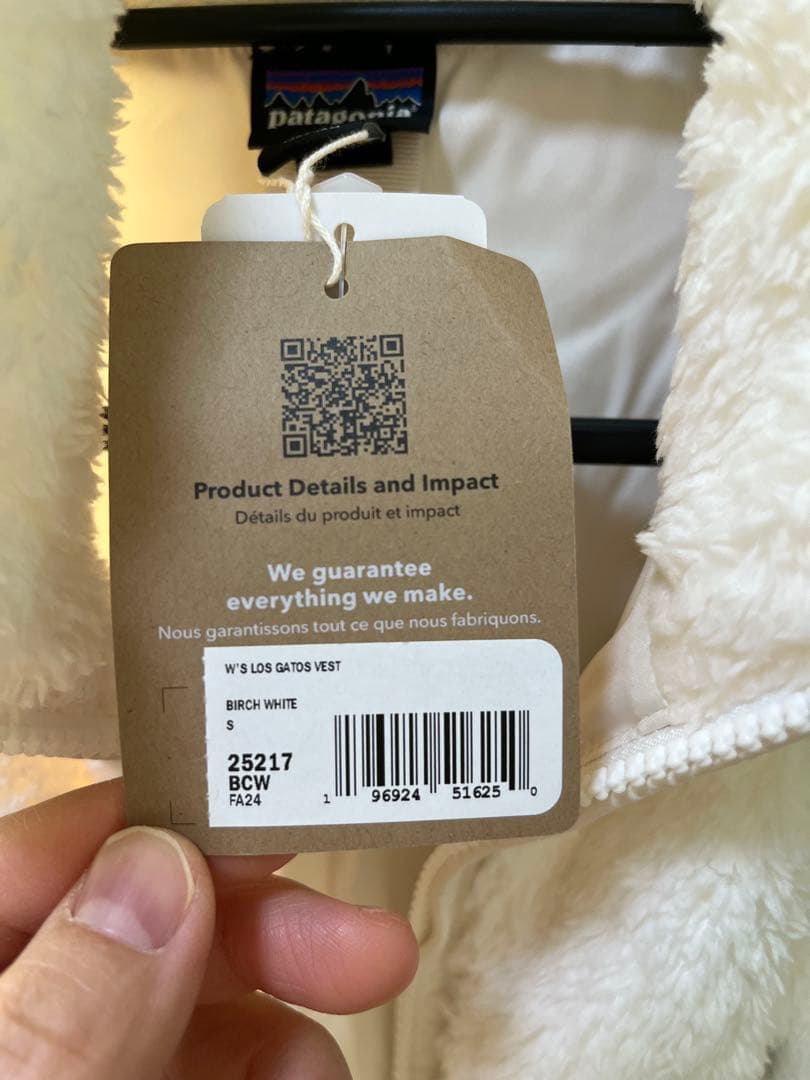 patagonia
Product Details and Impact
Détails du produit et impact
We guarantee
everything we make.
Nous garantissons tout ce que nous fabriquons.
W'S LOS GATOS VEST
BIRCH WHITE
S
25217
BCW
FA24
1 96924 51625 0